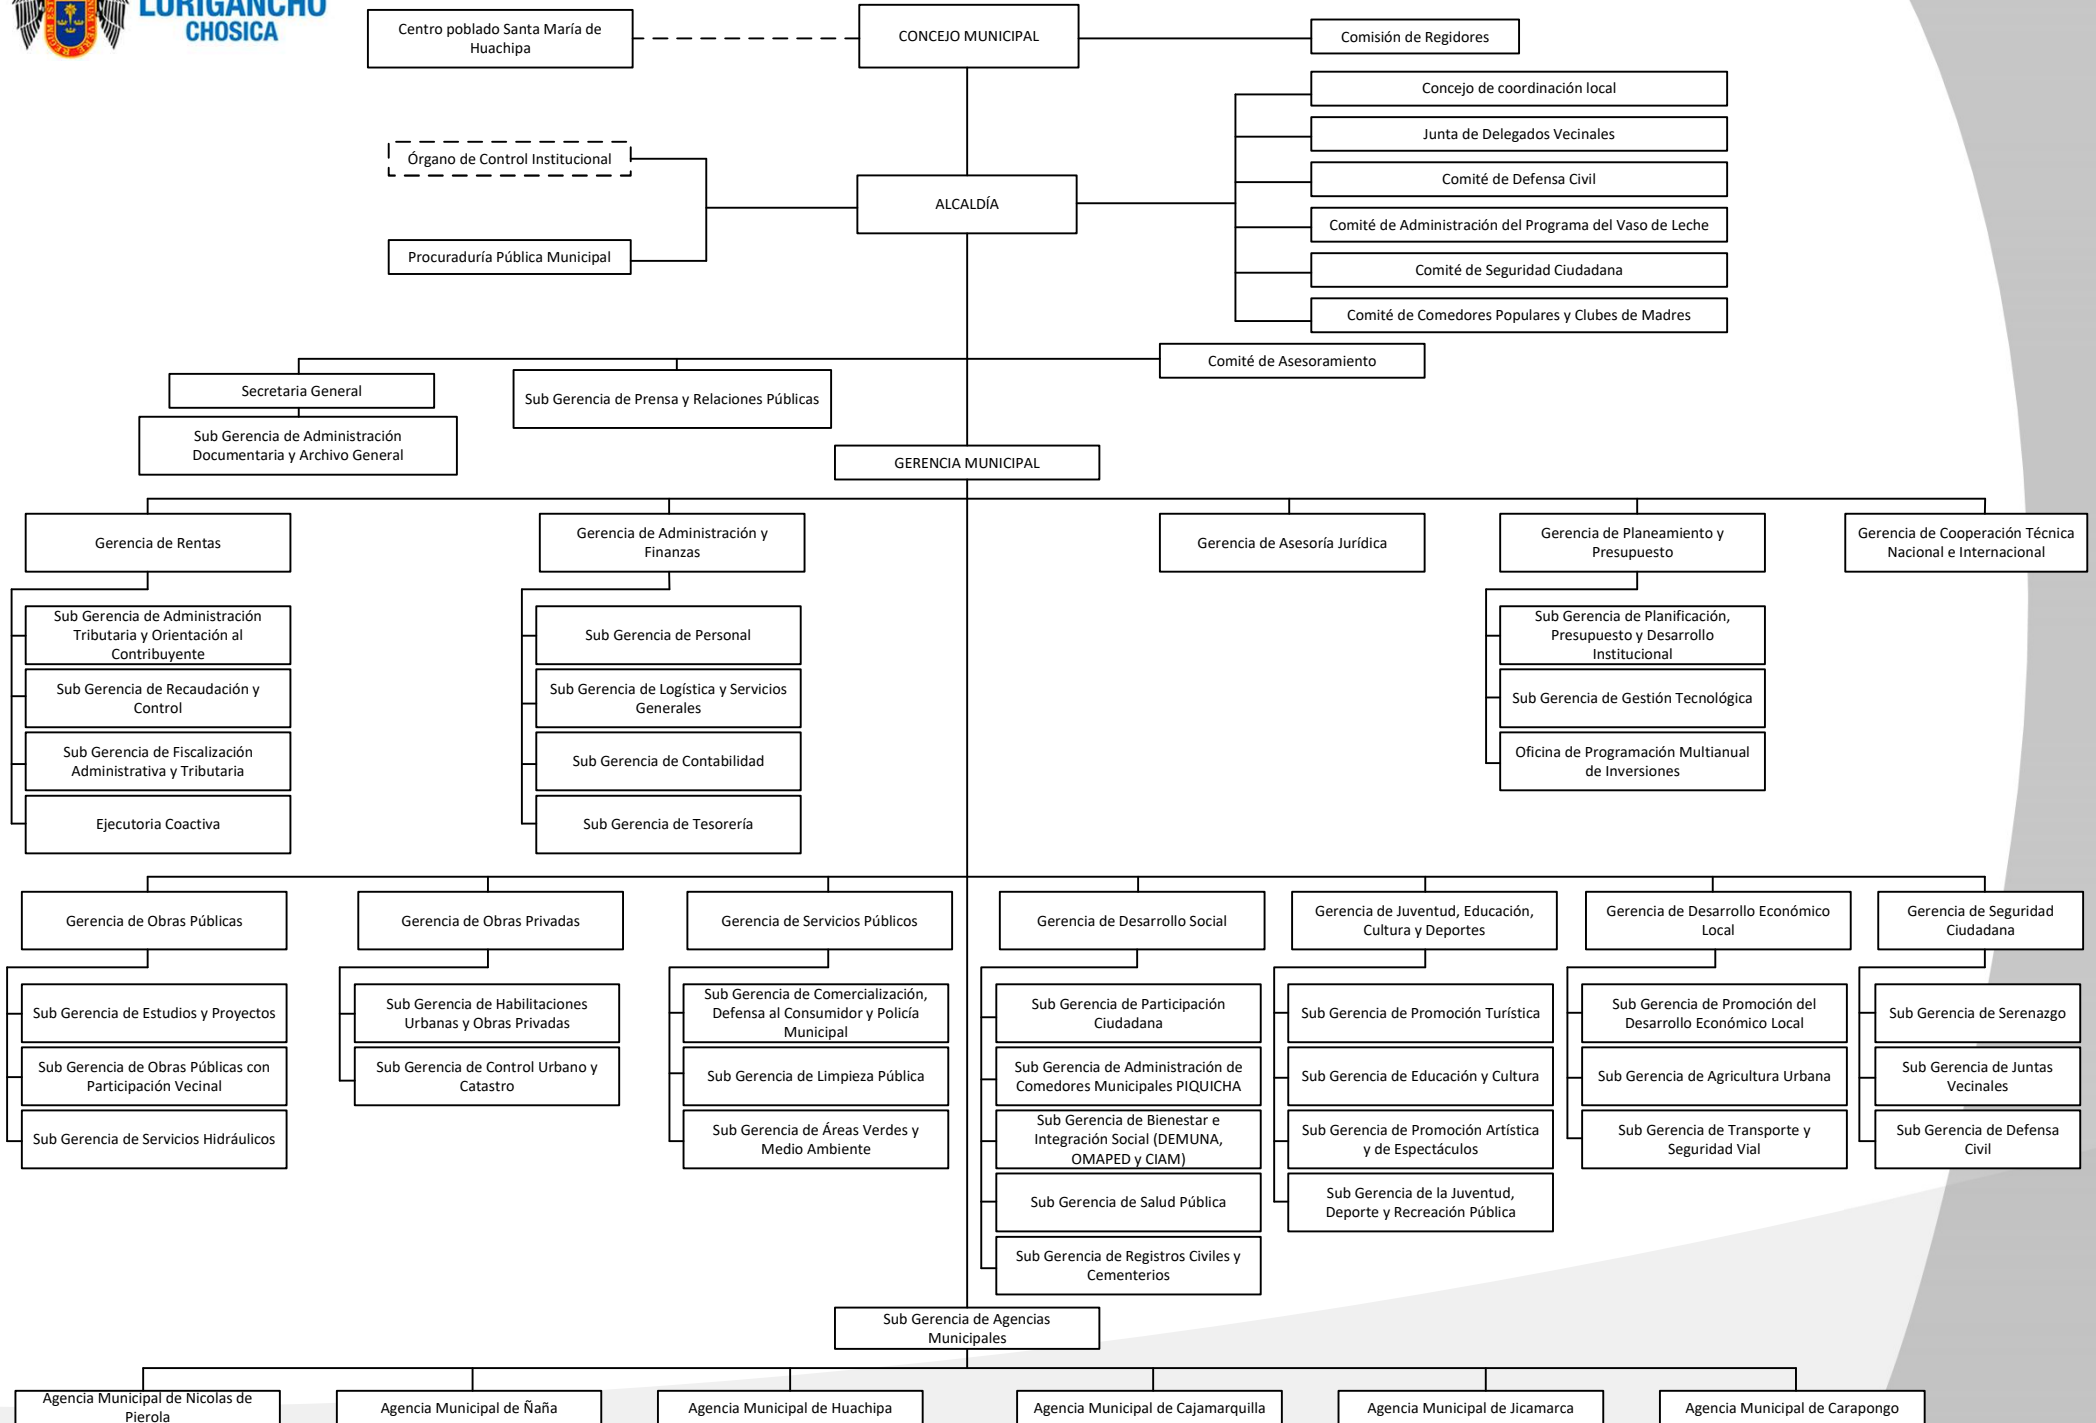 LURIGANCHO
CHOSICA
Centro poblado Santa María de
Huachipa
CONCEJO MUNICIPAL
Comisión de Regidores
Concejo de coordinación local
Junta de Delegados Vecinales
Órgano de Control Institucional
Comité de Defensa Civil
ALCALDÍA
Comité de Administración del Programa del Vaso de Leche
Procuraduría Pública Municipal
Comité de Seguridad Ciudadana
Comité de Comedores Populares y Clubes de Madres
Comité de Asesoramiento
Secretaria General
Sub Gerencia de Prensa y Relaciones Públicas
Sub Gerencia de Administración
Documentaria y Archivo General
GERENCIA MUNICIPAL
Gerencia de Rentas
Gerencia de Administración y
Finanzas
Gerencia de Asesoría Jurídica
Gerencia de Planeamiento y
Presupuesto
Gerencia de Cooperación Técnica
Nacional e Internacional
Sub Gerencia de Administración
Tributaria y Orientación al
Contribuyente
Sub Gerencia de Recaudación y
Control
Sub Gerencia de Fiscalización
Administrativa y Tributaria
Ejecutoria Coactiva
Sub Gerencia de Personal
Sub Gerencia de Logística y Servicios
Generales
Sub Gerencia de Contabilidad
Sub Gerencia de Tesorería
Sub Gerencia de Planificación,
Presupuesto y Desarrollo
Institucional
Sub Gerencia de Gestión Tecnológica
Oficina de Programación Multianual
de Inversiones
Gerencia de Obras Públicas
Gerencia de Obras Privadas
Gerencia de Servicios Públicos
Gerencia de Desarrollo Social
Gerencia de Juventud, Educación,
Cultura y Deportes
Gerencia de Desarrollo Económico
Local
Gerencia de Seguridad
Ciudadana
Sub Gerencia de Estudios y Proyectos
Sub Gerencia de Obras Públicas con
Participación Vecinal
Sub Gerencia de Servicios Hidráulicos
Sub Gerencia de Habilitaciones
Urbanas y Obras Privadas
Sub Gerencia de Control Urbano y
Catastro
Sub Gerencia de Comercialización,
Defensa al Consumidor y Policía
Municipal
Sub Gerencia de Limpieza Pública
Sub Gerencia de Áreas Verdes y
Medio Ambiente
Sub Gerencia de Participación
Ciudadana
Sub Gerencia de Administración de
Comedores Municipales PIQUICHA
Sub Gerencia de Bienestar e
Integración Social (DEMUNA,
OMAPED y CIAM)
Sub Gerencia de Salud Pública
Sub Gerencia de Registros Civiles y
Cementerios
Sub Gerencia de Promoción Turística
Sub Gerencia de Educación y Cultura
Sub Gerencia de Promoción Artística
y de Espectáculos
Sub Gerencia de la Juventud,
Deporte y Recreación Pública
Sub Gerencia de Promoción del
Desarrollo Económico Local
Sub Gerencia de Agricultura Urbana
Sub Gerencia de Transporte y
Seguridad Vial
Sub Gerencia de Serenazgo
Sub Gerencia de Juntas
Vecinales
Sub Gerencia de Defensa
Civil
Sub Gerencia de Agencias
Municipales
Agencia Municipal de Nicolas de
Pierola
Agencia Municipal de Ñaña
Agencia Municipal de Huachipa
Agencia Municipal de Cajamarquilla
Agencia Municipal de Jicamarca
Agencia Municipal de Carapongo